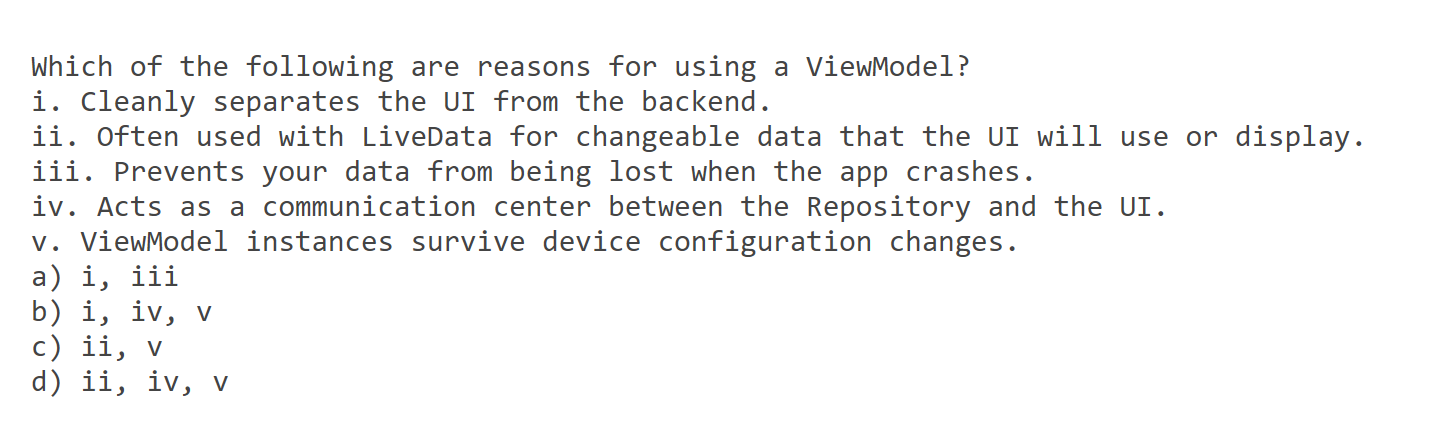 Which of the following are reasons for using a ViewModel?
i. Cleanly separates the UI from the backend.
ii. Often used with LiveData for changeable data that the UI will use or display.
iii. Prevents your data from being lost when the app crashes.
iv. Acts as a communication center between the Repository and the UI.
v. ViewModel instances survive device configuration changes.
a) i, iii
b) i, iv, v
c) ii, v
d) ii, iv, v